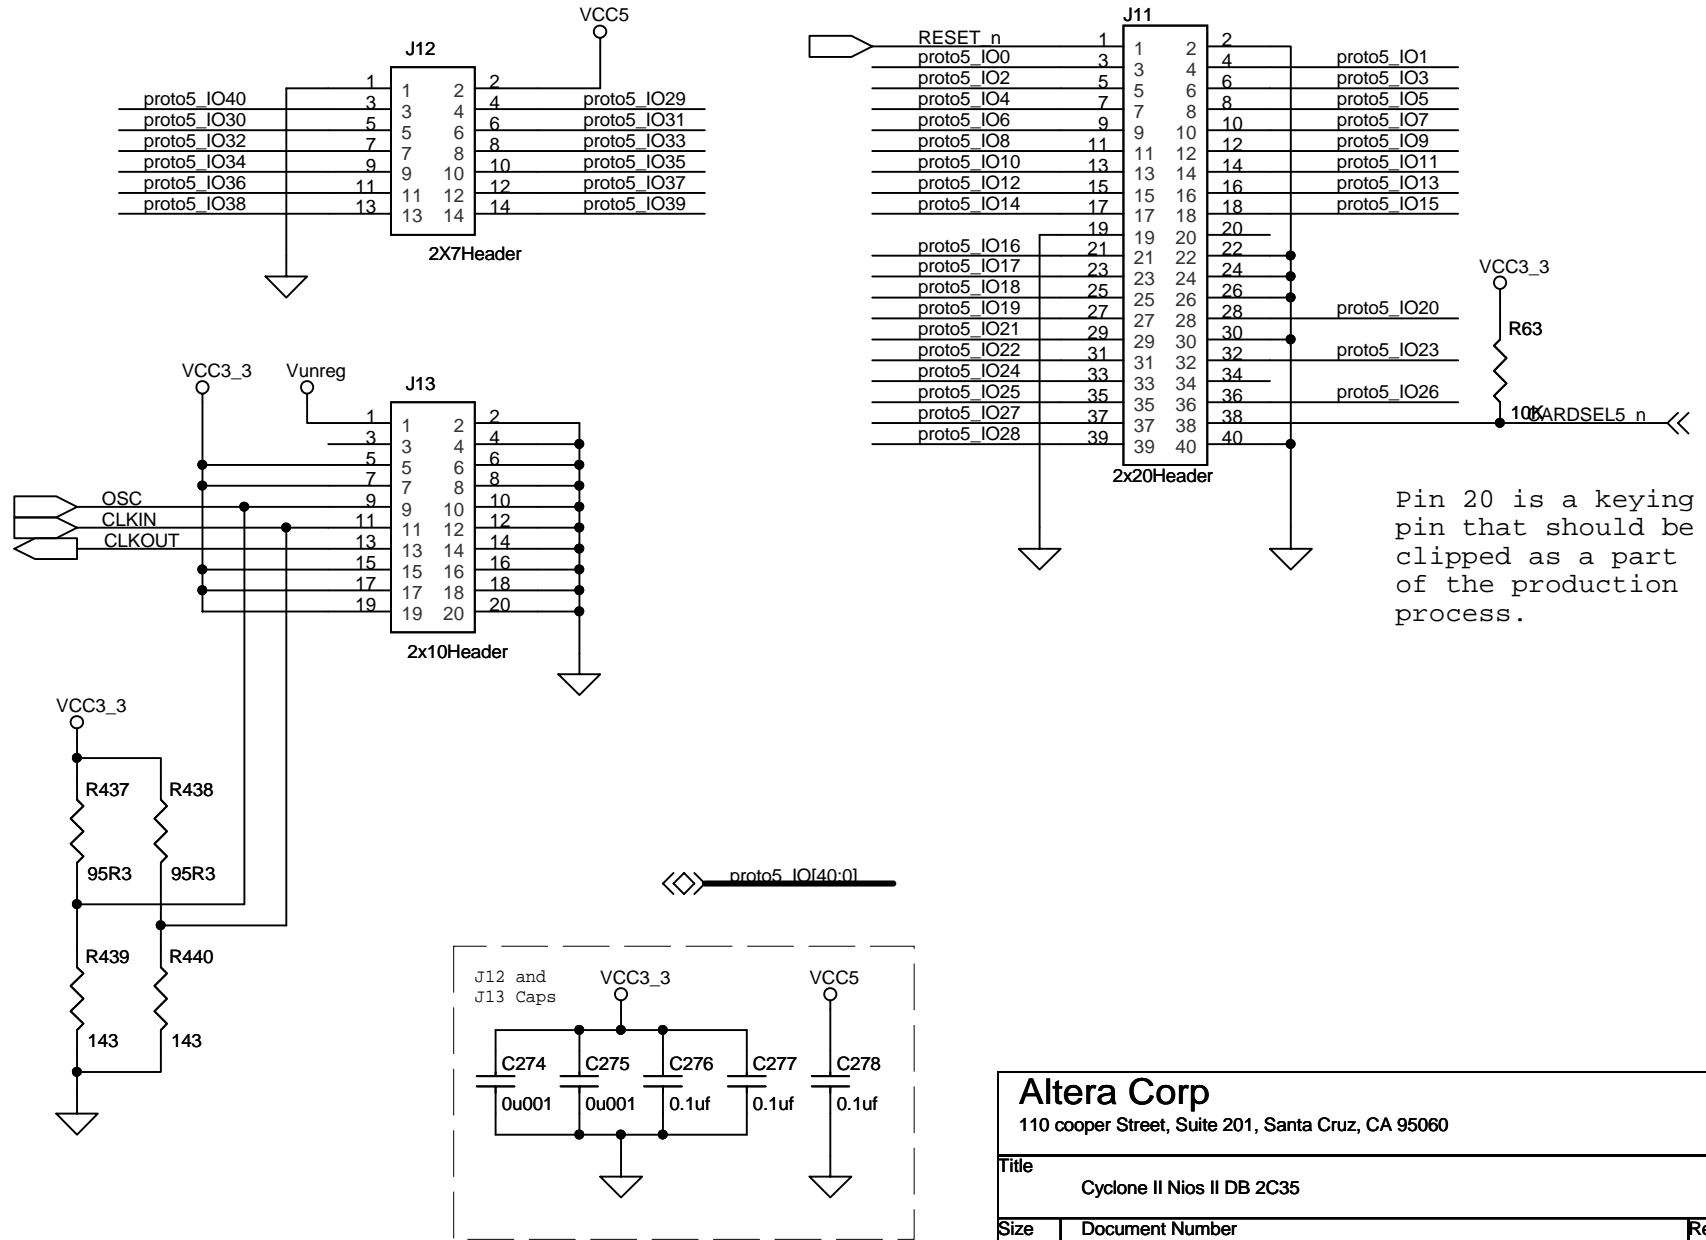 J12
VCC5
1 1 2 2
proto5_IO40 3 3 4 4 proto5_IO29
proto5_IO30 5 5 6 6 proto5_IO31
proto5_IO32 7 7 8 8 proto5_IO33
proto5_IO34 9 9 10 10 proto5_IO35
proto5_IO36 11 11 12 12 proto5_IO37
proto5_IO38 13 13 14 14 proto5_IO39
2X7Header
J11
RESET_n 1 1 2 2
proto5_IO0 3 3 4 4 proto5_IO1
proto5_IO2 5 5 6 6 proto5_IO3
proto5_IO4 7 7 8 8 proto5_IO5
proto5_IO6 9 9 10 10 proto5_IO7
proto5_IO8 11 11 12 12 proto5_IO9
proto5_IO10 13 13 14 14 proto5_IO11
proto5_IO12 15 15 16 16 proto5_IO13
proto5_IO14 17 17 18 18 proto5_IO15
19 19 20 20
proto5_IO16 21 21 22 22
proto5_IO17 23 23 24 24
proto5_IO18 25 25 26 26
proto5_IO19 27 27 28 28 proto5_IO20
proto5_IO21 29 29 30 30
proto5_IO22 31 31 32 32 proto5_IO23
proto5_IO24 33 33 34 34
proto5_IO25 35 35 36 36 proto5_IO26
proto5_IO27 37 37 38 38 CARDSEL5_n
proto5_IO28 39 39 40 40
2x20Header
VCC3_3
R63
10K
Pin 20 is a keying
pin that should be
clipped as a part
of the production
process.
VCC3_3
Vunreg
J13
1 1 2 2
3 3 4 4
5 5 6 6
7 7 8 8
OSC 9 9 10 10
CLKIN 11 11 12 12
CLKOUT 13 13 14 14
15 15 16 16
17 17 18 18
19 19 20 20
2x10Header
VCC3_3
R437 R438
95R3 95R3
R439 R440
143 143
proto5_IO[40:0]
J12 and
J13 Caps
VCC3_3
VCC5
C274 C275 C276 C277 C278
0u001 0u001 0.1uf 0.1uf 0.1uf
Altera Corp
110 cooper Street, Suite 201, Santa Cruz, CA 95060
Title
Cyclone II Nios II DB 2C35
Size Document Number Re